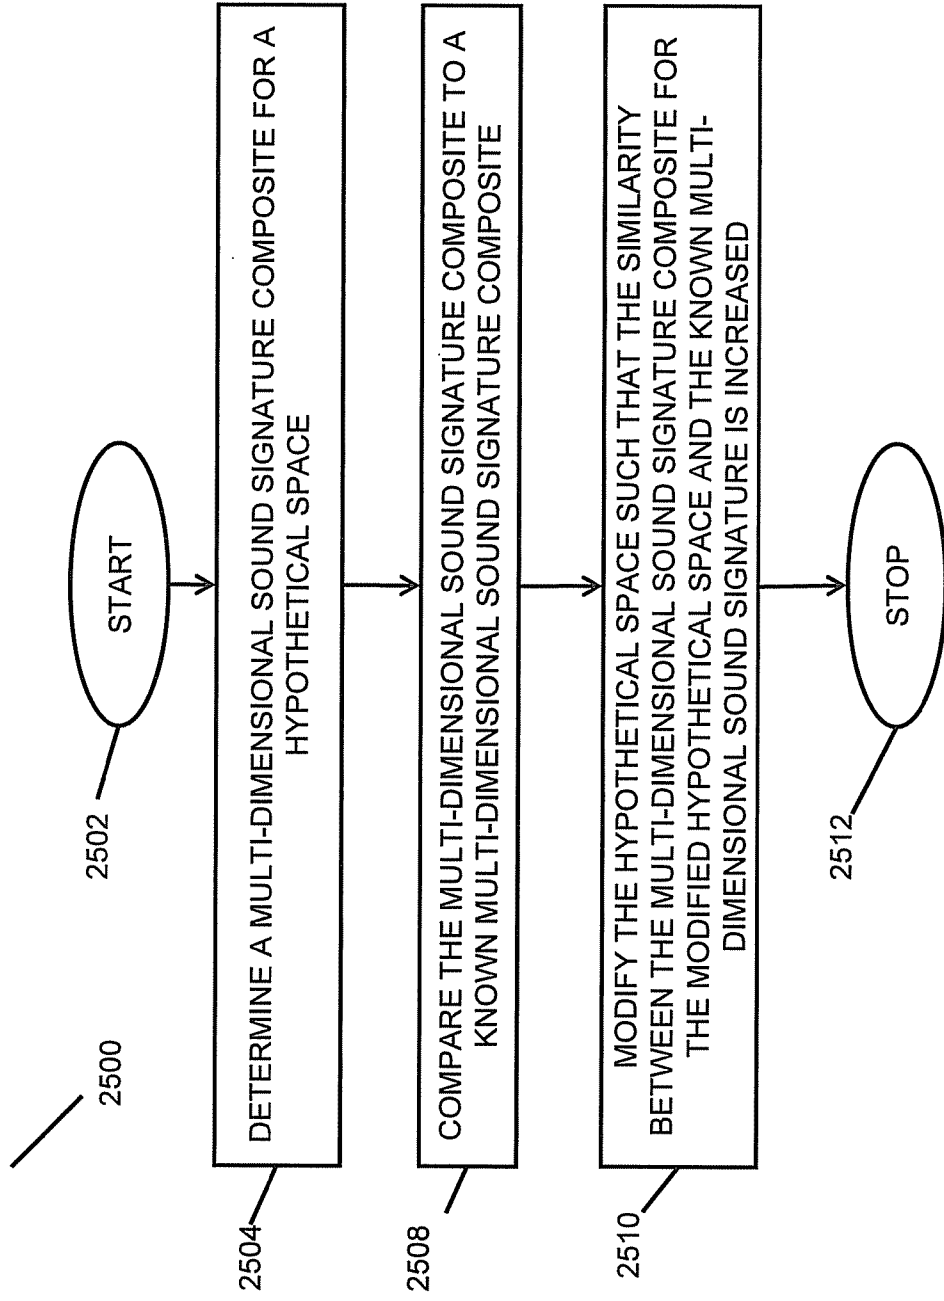 2500
2502
START
2504
DETERMINE A MULTI-DIMENSIONAL SOUND SIGNATURE COMPOSITE FOR A
HYPOTHETICAL SPACE
2508
COMPARE THE MULTI-DIMENSIONAL SOUND SIGNATURE COMPOSITE TO A
KNOWN MULTI-DIMENSIONAL SOUND SIGNATURE COMPOSITE
2510
MODIFY THE HYPOTHETICAL SPACE SUCH THAT THE SIMILARITY
BETWEEN THE MULTI-DIMENSIONAL SOUND SIGNATURE COMPOSITE FOR
THE MODIFIED HYPOTHETICAL SPACE AND THE KNOWN MULTI-
DIMENSIONAL SOUND SIGNATURE IS INCREASED
2512
STOP